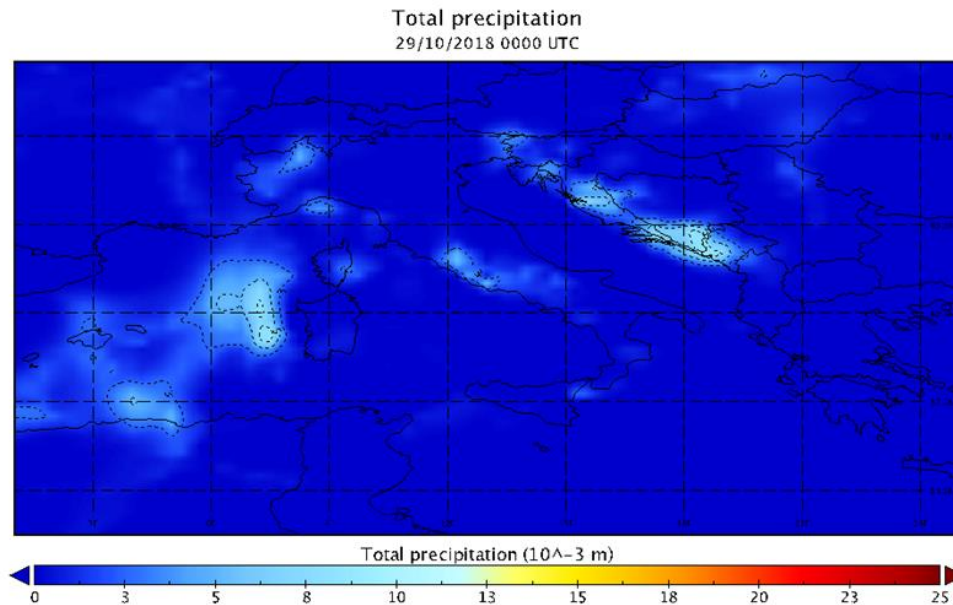 Total precipitation
29/10/2018 0000 UTC
Total precipitation (10^-3 m)
0 3 5 8 10 13 15 18 20 23 25